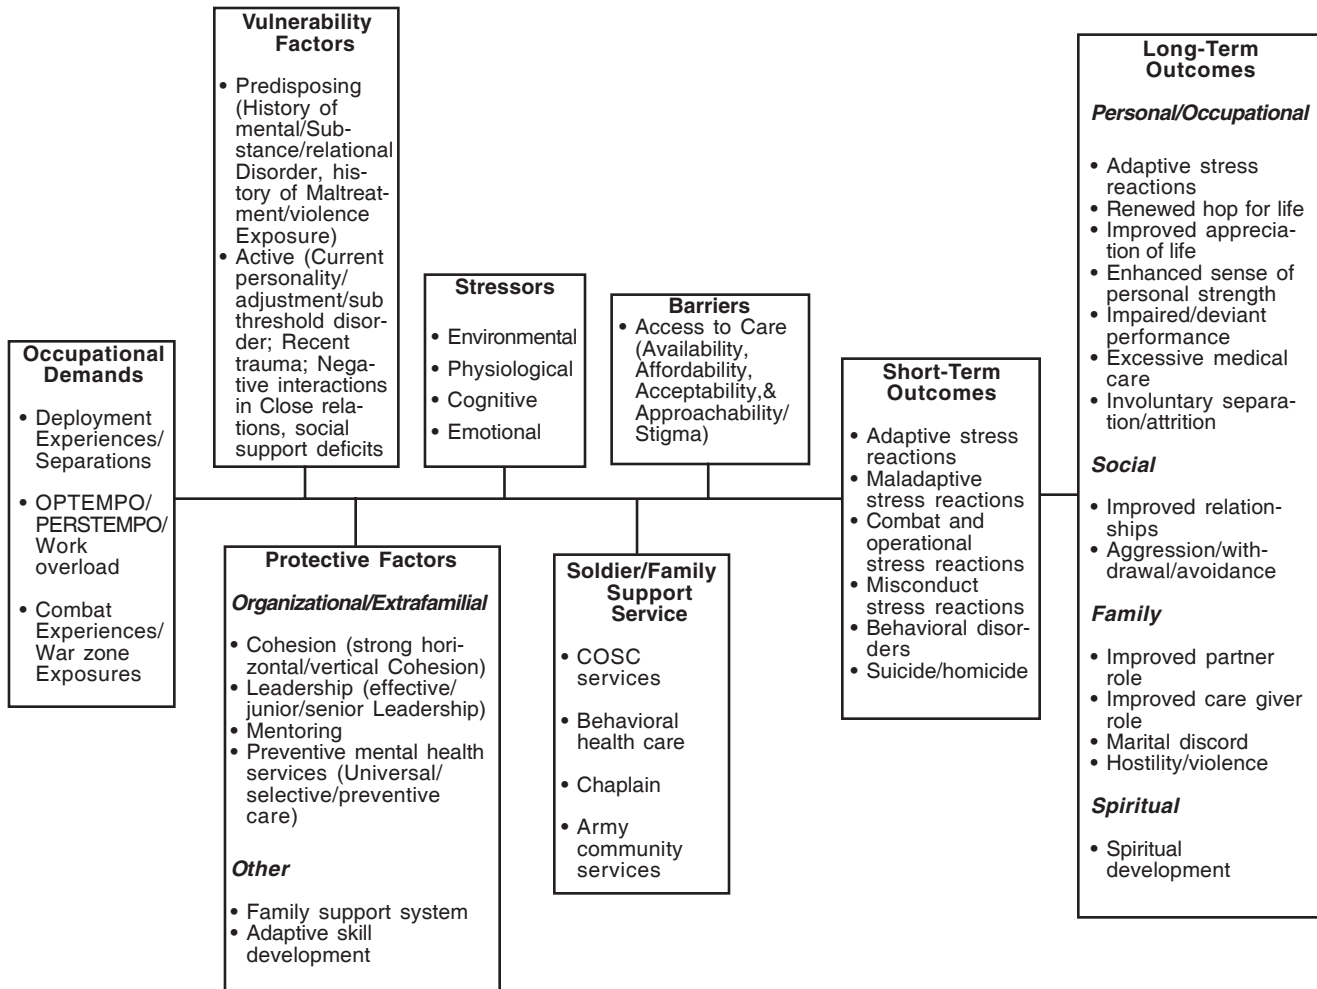 Vulnerability
Factors
• Predisposing
(History of
mental/Sub-
stance/relational
Disorder, his-
tory of Maltreat-
ment/violence
Exposure)
• Active (Current
personality/
adjustment/sub
threshold disor-
der; Recent
trauma; Nega-
tive interactions
in Close rela-
tions, social
support deficits
Stressors
• Environmental
• Physiological
• Cognitive
• Emotional
Barriers
• Access to Care
(Availability,
Affordability,
Acceptability,&
Approachability/
Stigma)
Occupational
Demands
• Deployment
Experiences/
Separations
• OPTEMPO/
PERSTEMPO/
Work
overload
• Combat
Experiences/
War zone
Exposures
Protective Factors
Organizational/Extrafamilial
• Cohesion (strong hori-
zontal/vertical Cohesion)
• Leadership (effective/
junior/senior Leadership)
• Mentoring
• Preventive mental health
services (Universal/
selective/preventive
care)
Other
• Family support system
• Adaptive skill
development
Soldier/Family
Support
Service
• COSC
services
• Behavioral
health care
• Chaplain
• Army
community
services
Short-Term
Outcomes
• Adaptive stress
reactions
• Maladaptive
stress reactions
• Combat and
operational
stress reactions
• Misconduct
stress reactions
• Behavioral disor-
ders
• Suicide/homicide
Long-Term
Outcomes
Personal/Occupational
• Adaptive stress
reactions
• Renewed hop for life
• Improved apprecia-
tion of life
• Enhanced sense of
personal strength
• Impaired/deviant
performance
• Excessive medical
care
• Involuntary separa-
tion/attrition
Social
• Improved relation-
ships
• Aggression/with-
drawal/avoidance
Family
• Improved partner
role
• Improved care giver
role
• Marital discord
• Hostility/violence
Spiritual
• Spiritual
development